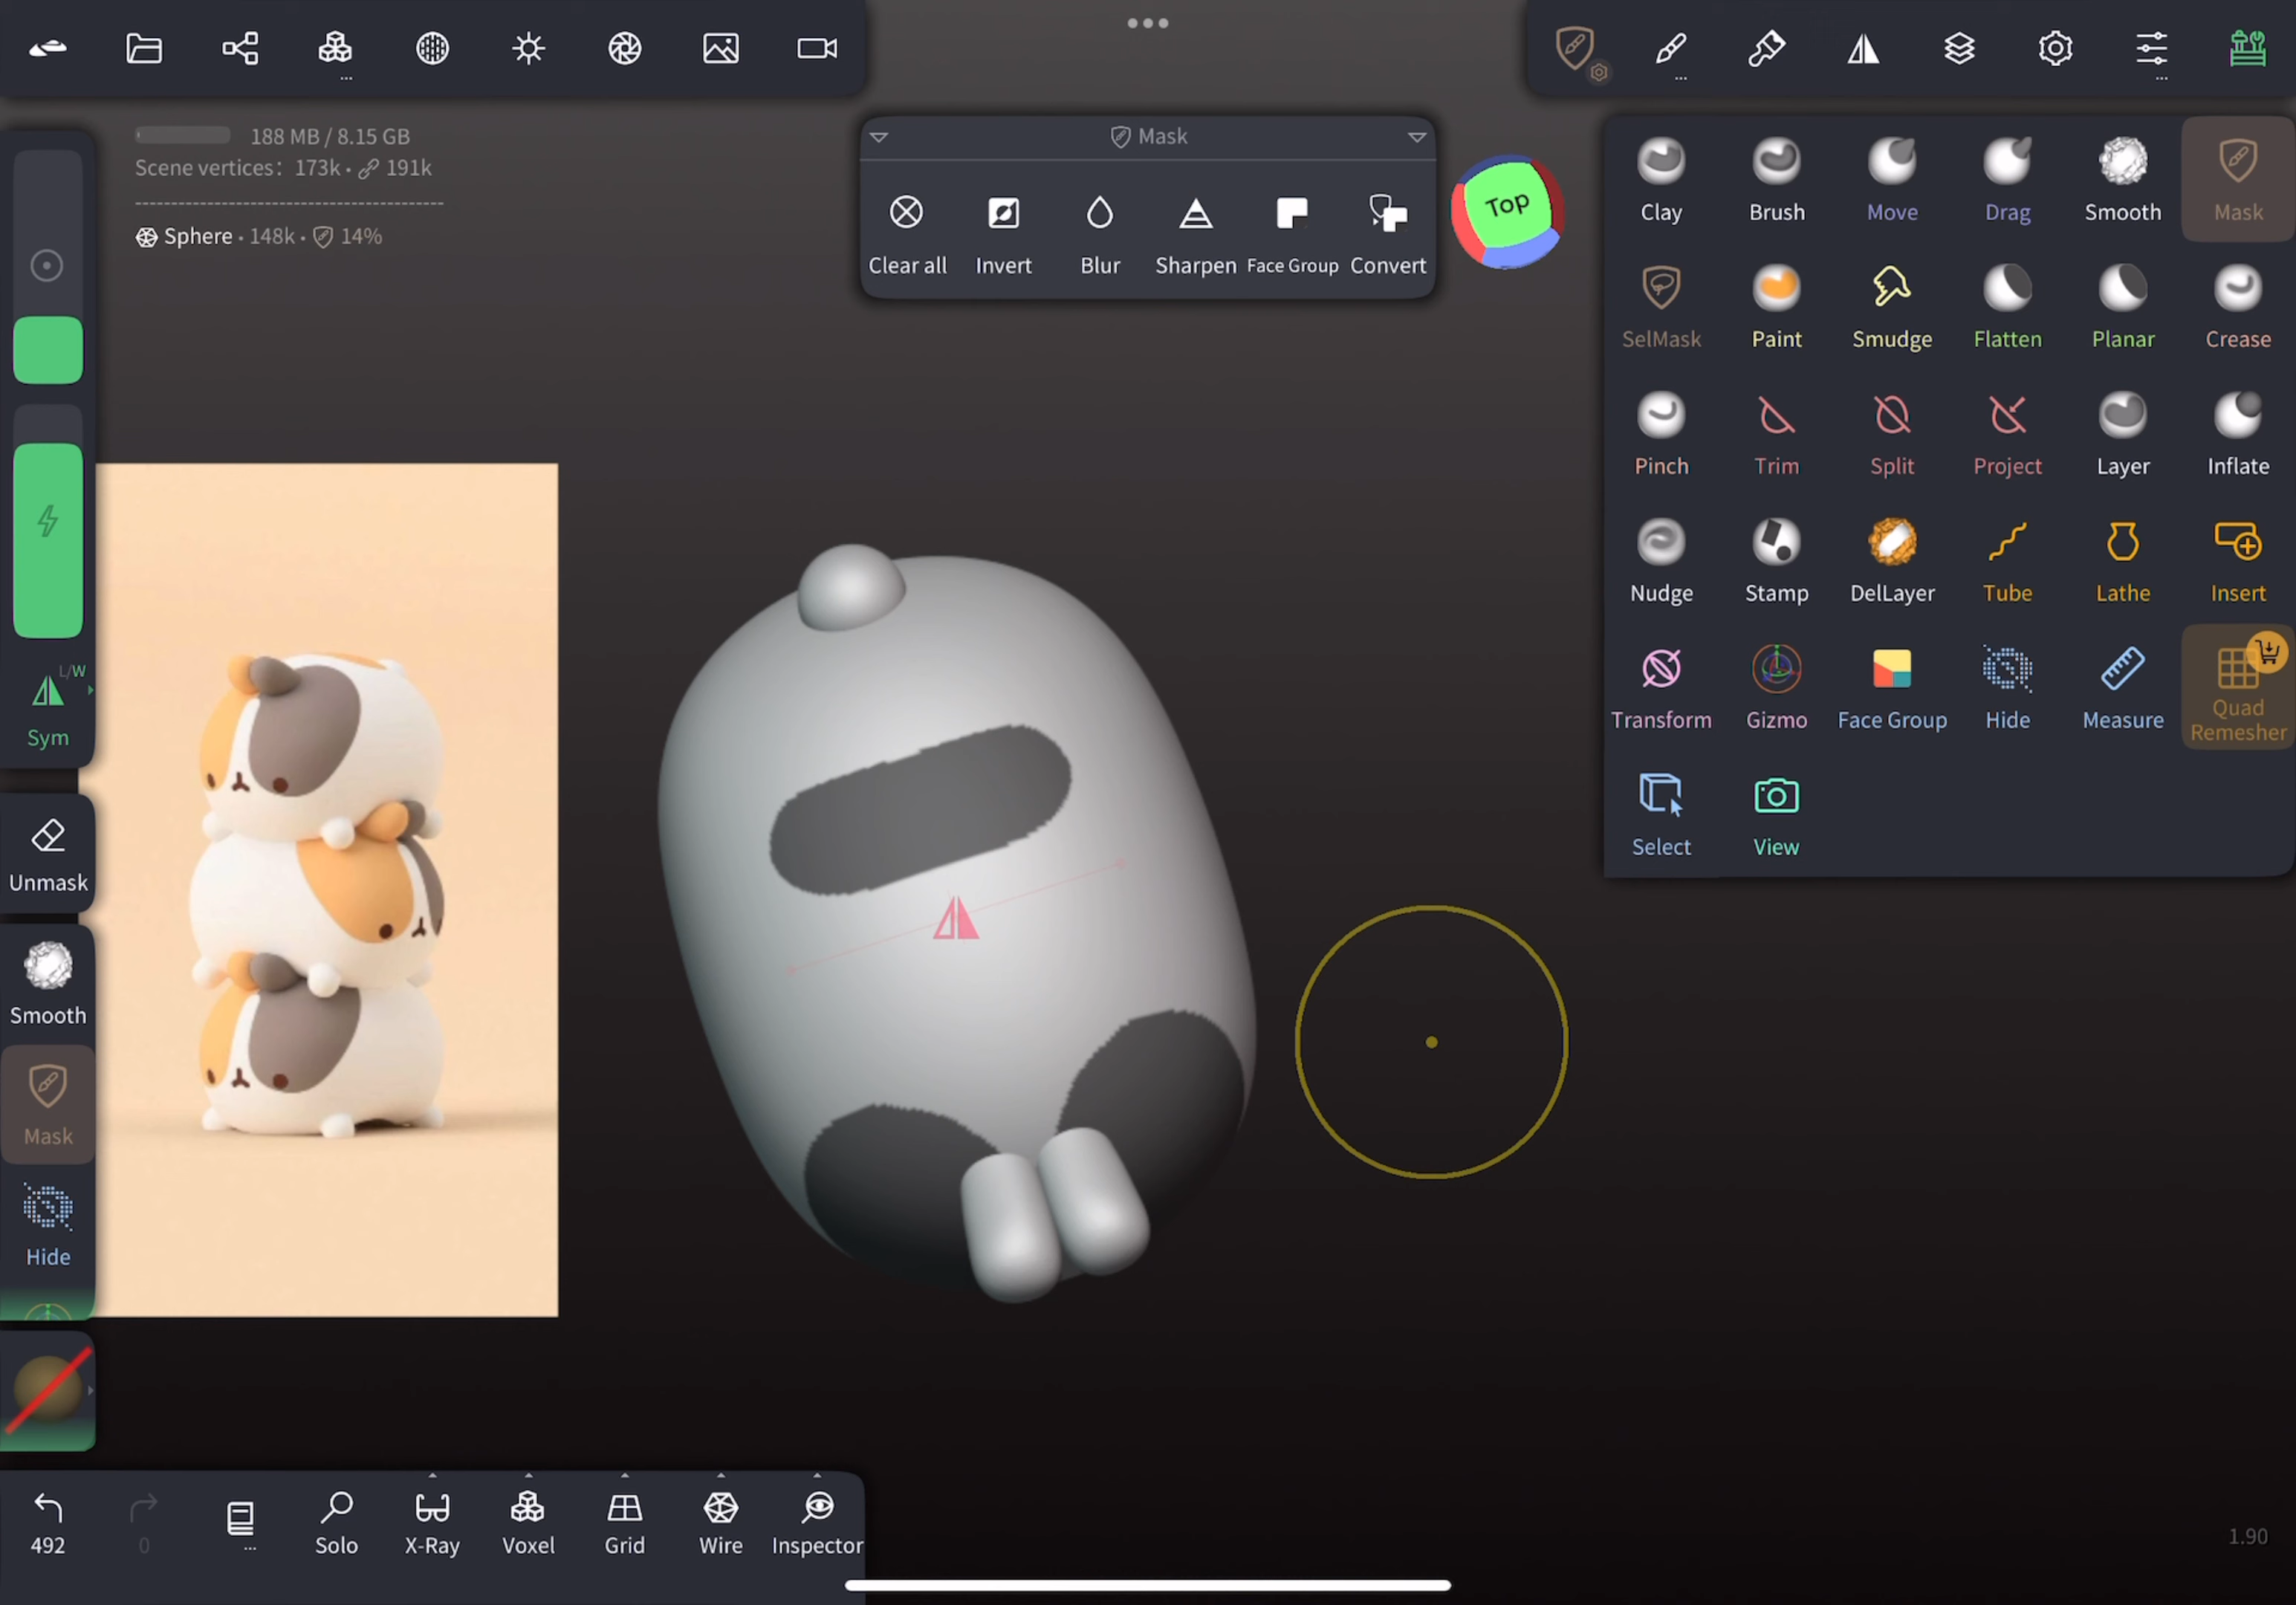 188 MB / 8.15 GB
Scene vertices: 173k • 191k
Sphere • 148k • 14%
Mask
Clear all
Invert
Blur
Sharpen
Face Group
Convert
Top
Clay
Brush
Move
Drag
Smooth
Mask
SelMask
Paint
Smudge
Flatten
Planar
Crease
Pinch
Trim
Split
Project
Layer
Inflate
Nudge
Stamp
DelLayer
Tube
Lathe
Insert
Transform
Gizmo
Face Group
Hide
Measure
Quad
Remesher
Select
View
L/W
Sym
Unmask
Smooth
Mask
Hide
492
0
...
Solo
X-Ray
Voxel
Grid
Wire
Inspector
1.90